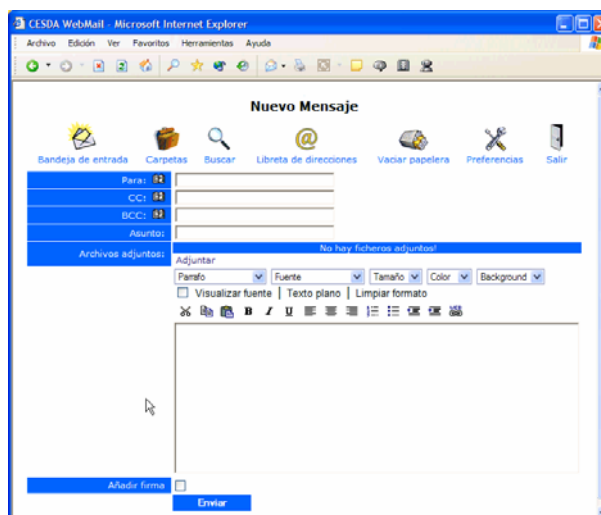 CESDA WebMail - Microsoft Internet Explorer
Archivo Edición Ver Favoritos Herramientas Ayuda
Nuevo Mensaje
Bandeja de entrada Carpetas Buscar Libreta de direcciones Vaciar papelera Preferencias Salir
Para:
CC:
BCC:
Asunto:
Archivos adjuntos: No hay ficheros adjuntos!
Adjuntar
Parrafo Fuente Tamaño Color Background
Visualizar fuente | Texto plano | Limpiar formato
B I U
Añadir firma
Enviar